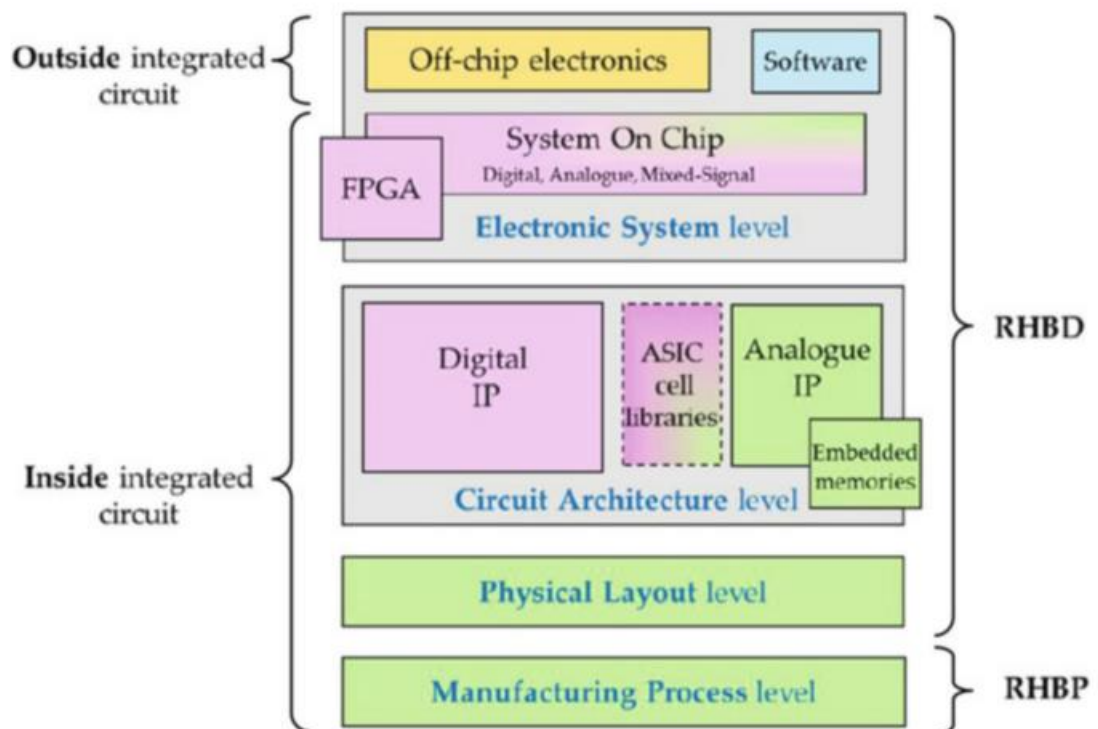 Outside integrated
circuit
Off-chip electronics
Software
System On Chip
Digital, Analogue, Mixed-Signal
FPGA
Electronic System level
RHBD
Digital
IP
ASIC
cell
libraries
Analogue
IP
Embedded
memories
Circuit Architecture level
Inside integrated
circuit
Physical Layout level
Manufacturing Process level
RHBP